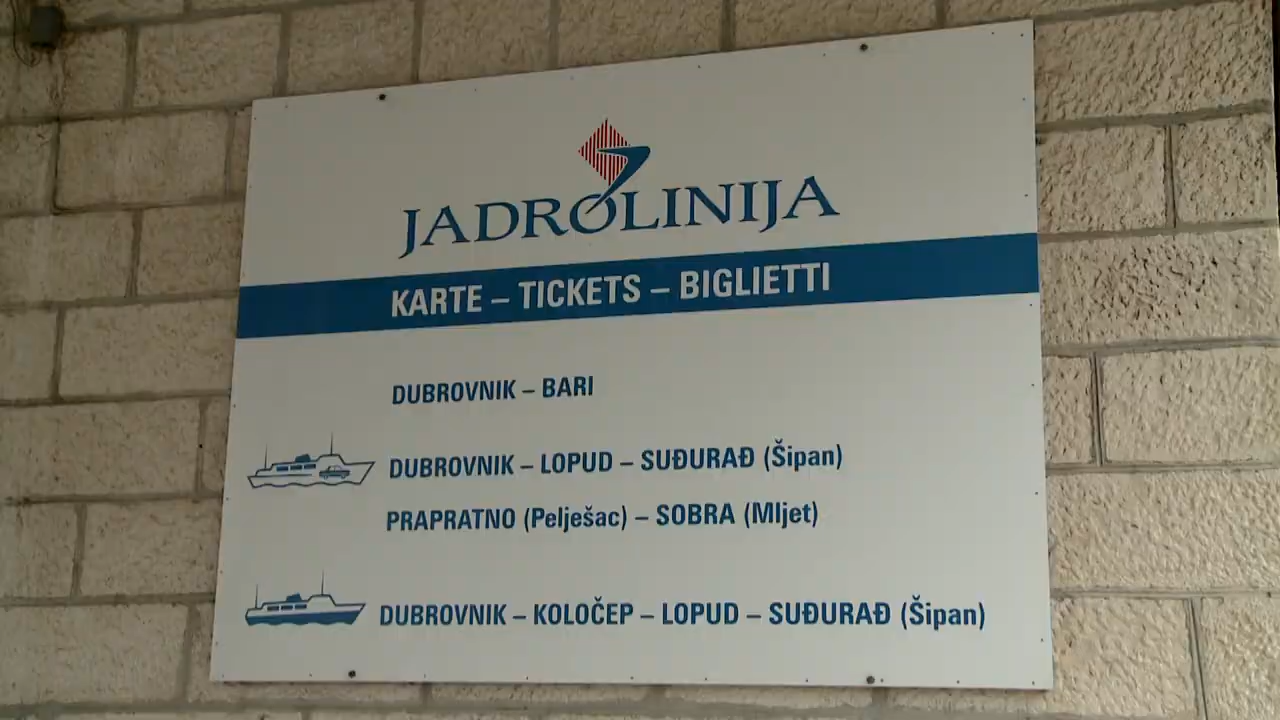 JADROLINIJA
KARTE – TICKETS – BIGLIETTI
DUBROVNIK – BARI
DUBROVNIK – LOPUD – SUĐURAĐ (Šipan)
PRAPRATNO (Pelješac) – SOBRA (Mljet)
DUBROVNIK – KOLOČEP – LOPUD – SUĐURAĐ (Šipan)